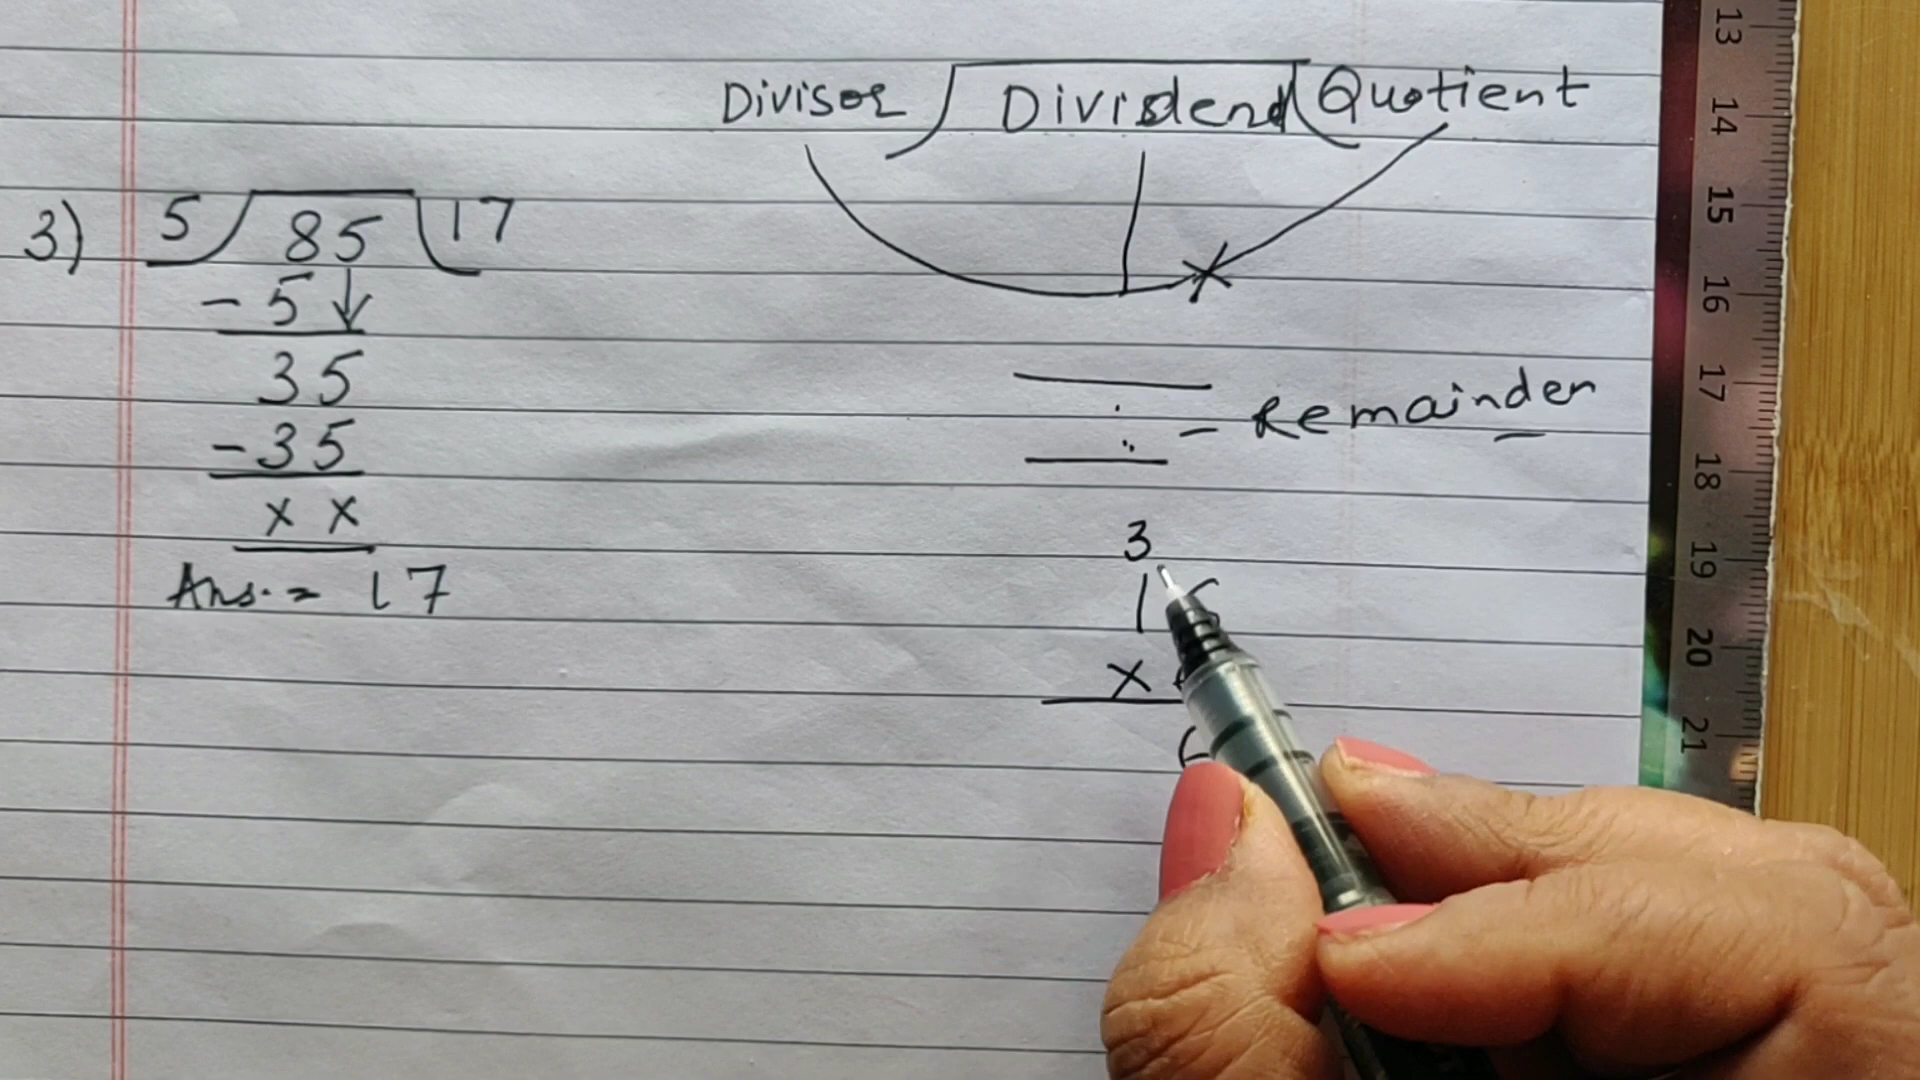 Divisor Dividend Quotient
3) 5 85 17
- 5 ↓
35
- 35
x x
Ans. = 17
- Remainder
3
1
x
13
14
15
16
17
18
19
20
21